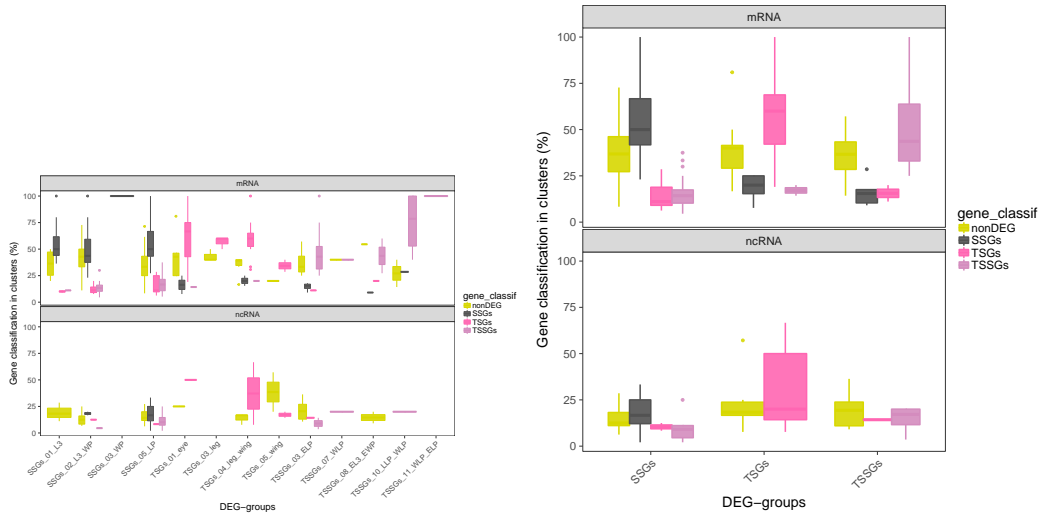 mRNA
100
75
50
25
0
ncRNA
100
75
50
25
0
Gene classification in clusters (%)
SSGs_01_L3
SSGs_02_L3_WP
SSGs_03_WP
SSGs_05_LP
TSGs_01_eye
TSGs_03_leg
TSGs_04_leg_wing
TSGs_05_wing
TSSGs_03_ELP
TSSGs_07_WLP
TSSGs_08_EL3_EWP
TSSGs_10_LLP_WLP
TSSGs_11_WLP_ELP
DEG-groups
gene_classif
nonDEG
SSGs
TSGs
TSSGs
mRNA
100
75
50
25
0
ncRNA
100
75
50
25
0
Gene classification in clusters (%)
SSGs
TSGs
TSSGs
DEG-groups
gene_classif
nonDEG
SSGs
TSGs
TSSGs